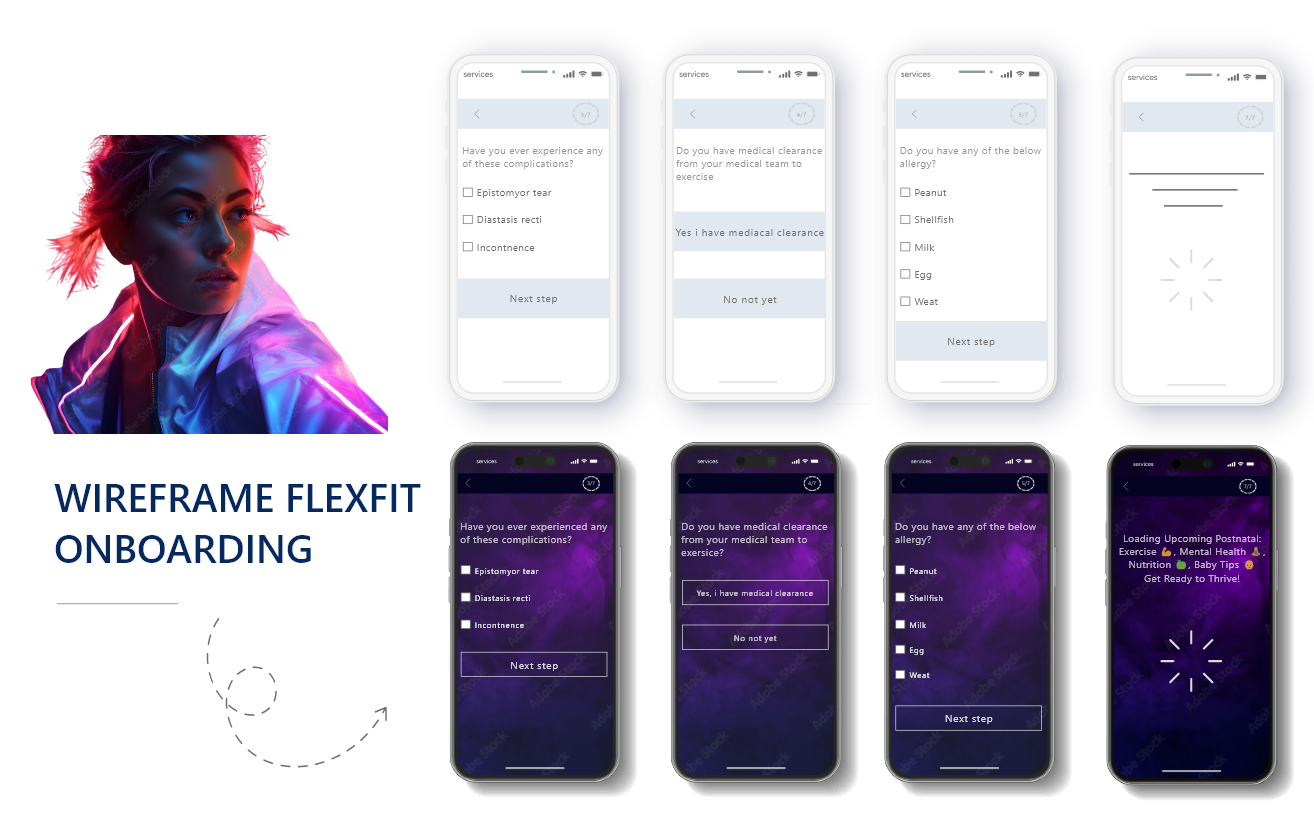 WIREFRAME FLEXFIT
ONBOARDING
services
3/7
Have you ever experience any
of these complications?
Epistomyor tear
Diastasis recti
Incontnence
Next step
services
4/7
Do you have medical clearance
from your medical team to
exercise
Yes i have mediacal clearance
No not yet
services
5/7
Do you have any of the below
allergy?
Peanut
Shellfish
Milk
Egg
Weat
Next step
services
7/7
services
3/7
Have you ever experienced any
of these complications?
Epistomyor tear
Diastasis recti
Incontnence
Next step
services
4/7
Do you have medical clearance
from your medical team to
exersice?
Yes, i have medical clearance
No not yet
services
5/7
Do you have any of the below
allergy?
Peanut
Shellfish
Milk
Egg
Weat
Next step
services
7/7
Loading Upcoming Postnatal:
Exercise 💪, Mental Health 🧘,
Nutrition 🍏, Baby Tips 👶
Get Ready to Thrive!
Adobe Stock